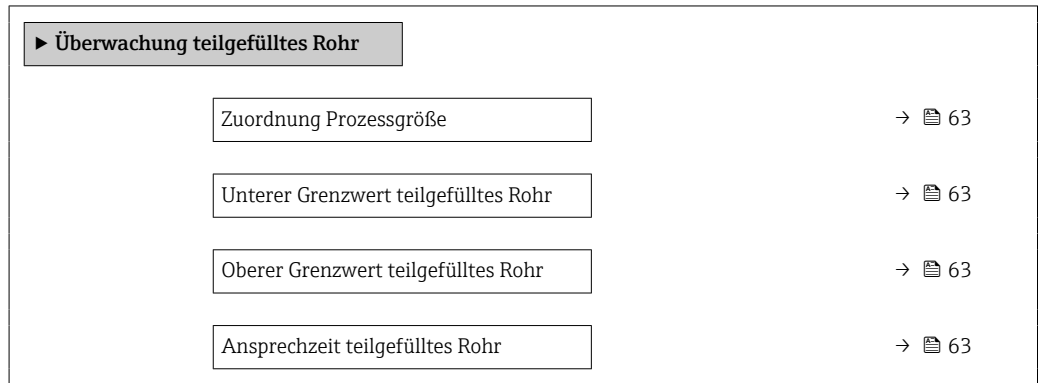 ► Überwachung teilgefülltes Rohr
Zuordnung Prozessgröße → 63
Unterer Grenzwert teilgefülltes Rohr → 63
Oberer Grenzwert teilgefülltes Rohr → 63
Ansprechzeit teilgefülltes Rohr → 63